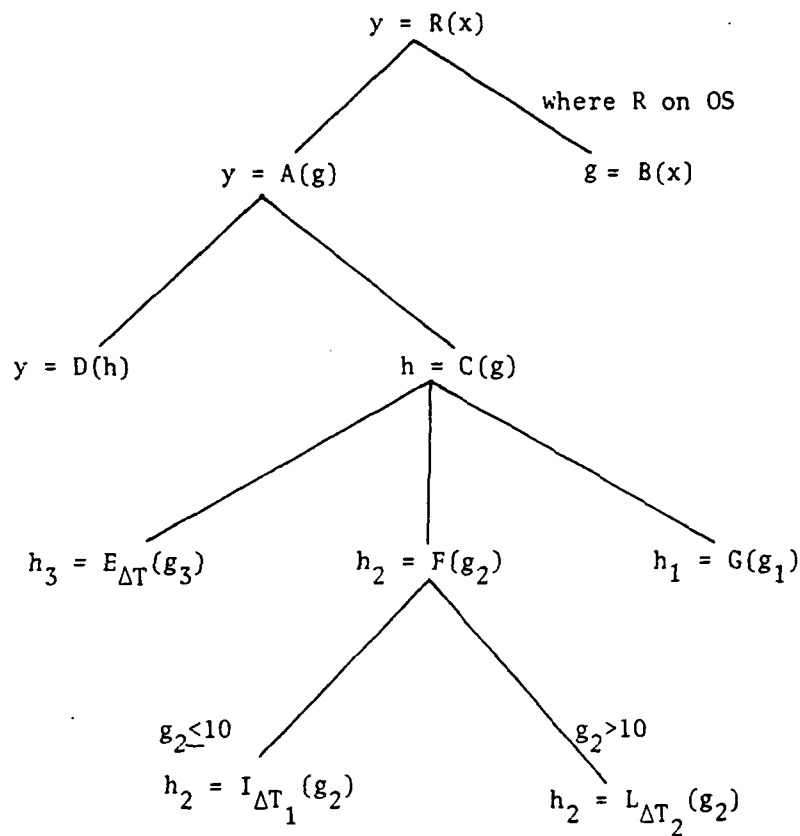 y = R(x)
where R on OS
y = A(g)
g = B(x)
y = D(h)
h = C(g)
h₃ = E_ΔT(g₃)
h₂ = F(g₂)
h₁ = G(g₁)
g₂≤10
g₂>10
h₂ = I_ΔT₁(g₂)
h₂ = L_ΔT₂(g₂)